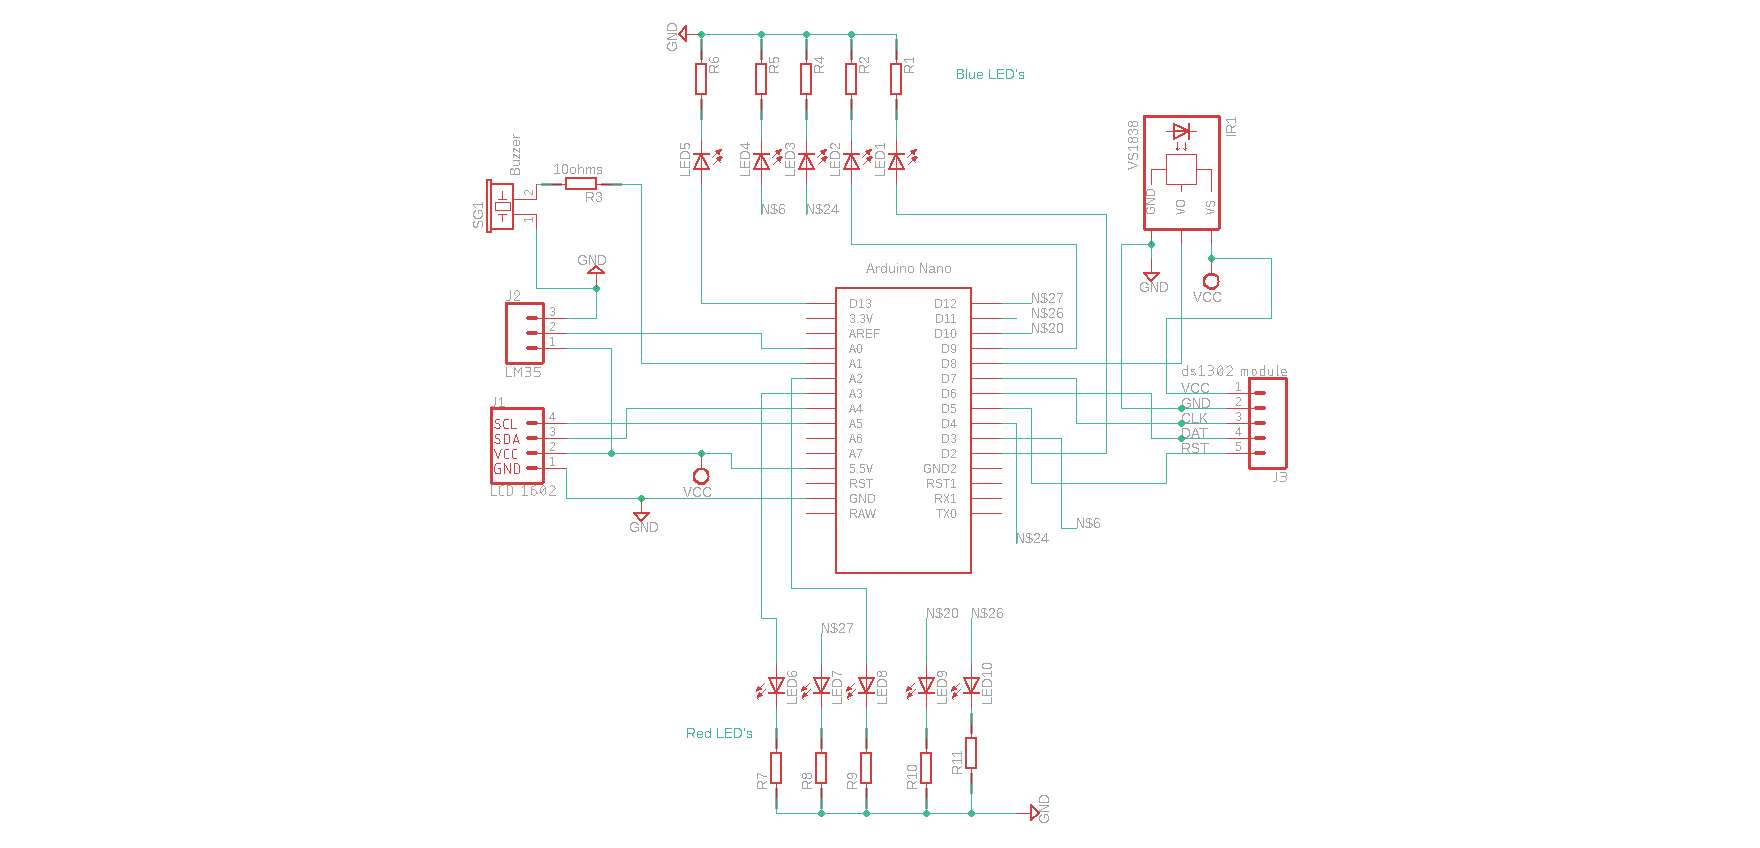 GND
R6
R5
R4
R2
R1
Blue LED's
LED5
LED4
LED3
LED2
LED1
N$6
N$24
Buzzer
10ohms
R3
SG1
2
1
VS1838
IR1
GND
OA
SA
GND
VCC
GND
J2
3
2
1
LM35
J1
SCL
SDA
VCC
GND
4
3
2
1
LCD 1602
VCC
GND
Arduino Nano
D13
3.3V
AREF
A0
A1
A2
A3
A4
A5
A6
A7
5.5V
RST
GND
RAW
D12
D11
D10
D9
D8
D7
D6
D5
D4
D3
D2
GND2
RST1
RX1
TX0
N$27
N$26
N$20
N$6
N$24
ds1302 module
VCC
GND
CLK
DAT
RST
1
2
3
4
5
J3
N$27
N$20
N$26
LED6
LED7
LED8
LED9
LED10
Red LED's
R7
R8
R9
R10
R11
GND